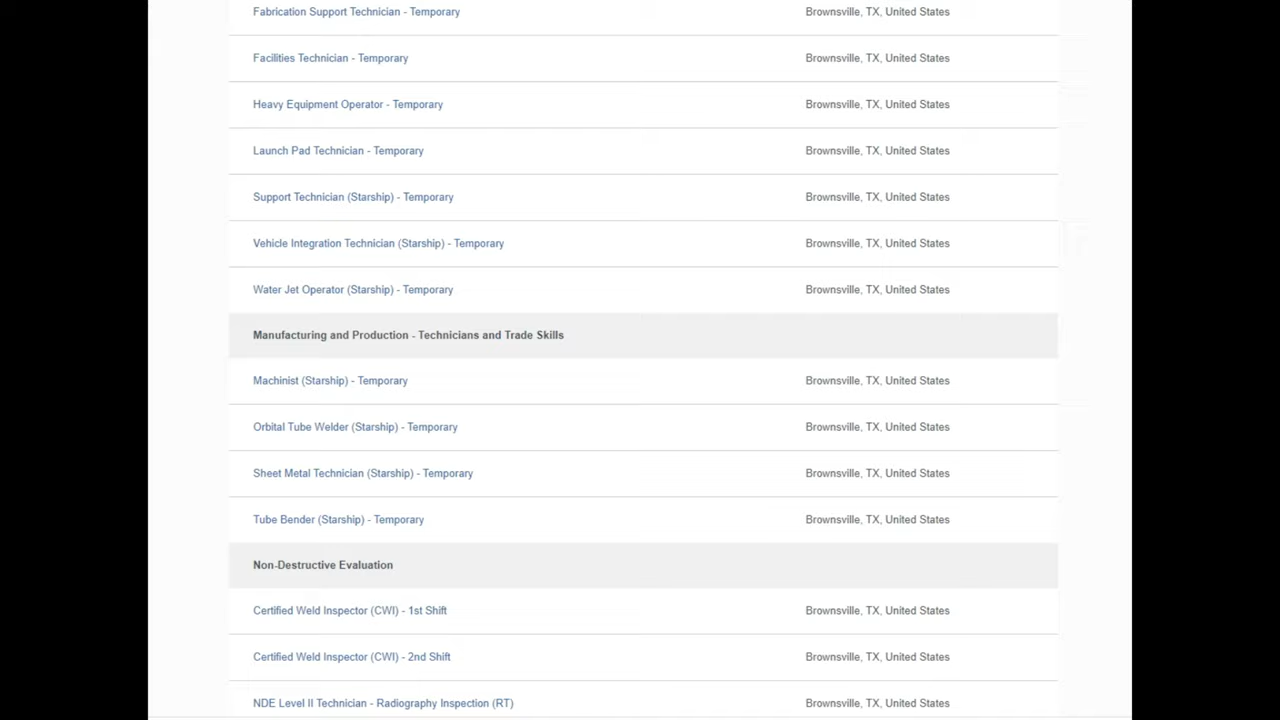 Fabrication Support Technician - Temporary Brownsville, TX, United States
Facilities Technician - Temporary Brownsville, TX, United States
Heavy Equipment Operator - Temporary Brownsville, TX, United States
Launch Pad Technician - Temporary Brownsville, TX, United States
Support Technician (Starship) - Temporary Brownsville, TX, United States
Vehicle Integration Technician (Starship) - Temporary Brownsville, TX, United States
Water Jet Operator (Starship) - Temporary Brownsville, TX, United States
Manufacturing and Production - Technicians and Trade Skills
Machinist (Starship) - Temporary Brownsville, TX, United States
Orbital Tube Welder (Starship) - Temporary Brownsville, TX, United States
Sheet Metal Technician (Starship) - Temporary Brownsville, TX, United States
Tube Bender (Starship) - Temporary Brownsville, TX, United States
Non-Destructive Evaluation
Certified Weld Inspector (CWI) - 1st Shift Brownsville, TX, United States
Certified Weld Inspector (CWI) - 2nd Shift Brownsville, TX, United States
NDE Level II Technician - Radiography Inspection (RT) Brownsville, TX, United States